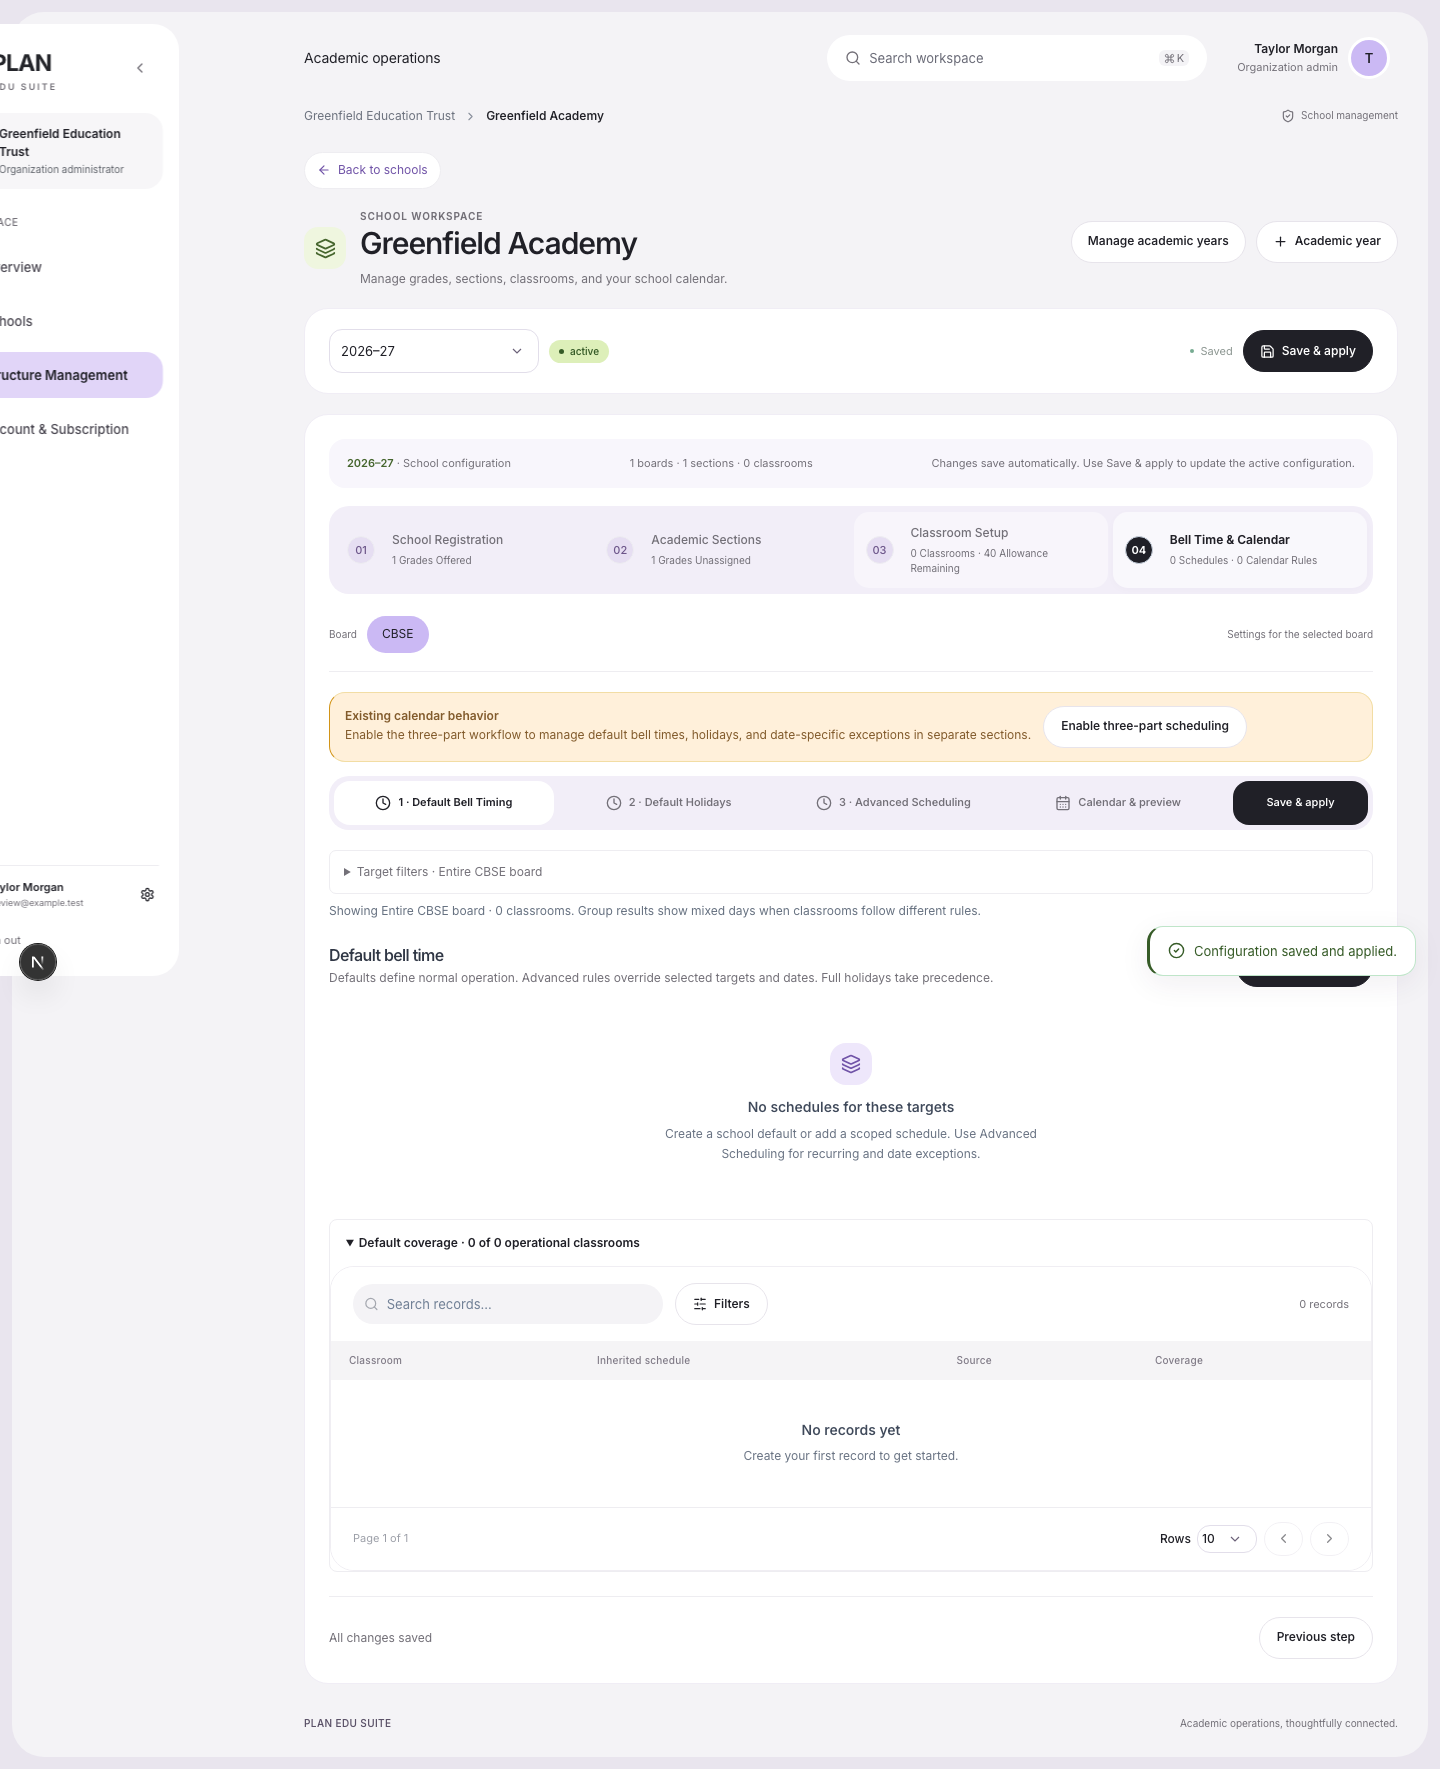 PLAN
DU SUITE
Greenfield Education
Trust
Organization administrator
ACE
erview
hools
ucture Management
count & Subscription
ylor Morgan
eview@example.test
out
N
Academic operations
Search workspace
⌘K
Taylor Morgan
Organization admin
T
Greenfield Education Trust
Greenfield Academy
School management
Back to schools
SCHOOL WORKSPACE
Greenfield Academy
Manage grades, sections, classrooms, and your school calendar.
Manage academic years
Academic year
2026–27
active
Saved
Save & apply
2026–27 · School configuration
1 boards · 1 sections · 0 classrooms
Changes save automatically. Use Save & apply to update the active configuration.
01
School Registration
1 Grades Offered
02
Academic Sections
1 Grades Unassigned
03
Classroom Setup
0 Classrooms · 40 Allowance
Remaining
04
Bell Time & Calendar
0 Schedules · 0 Calendar Rules
Board
CBSE
Settings for the selected board
Existing calendar behavior
Enable the three-part workflow to manage default bell times, holidays, and date-specific exceptions in separate sections.
Enable three-part scheduling
1 · Default Bell Timing
2 · Default Holidays
3 · Advanced Scheduling
Calendar & preview
Save & apply
Target filters · Entire CBSE board
Showing Entire CBSE board · 0 classrooms. Group results show mixed days when classrooms follow different rules.
Default bell time
Defaults define normal operation. Advanced rules override selected targets and dates. Full holidays take precedence.
Configuration saved and applied.
No schedules for these targets
Create a school default or add a scoped schedule. Use Advanced
Scheduling for recurring and date exceptions.
Default coverage · 0 of 0 operational classrooms
Search records...
Filters
0 records
Classroom
Inherited schedule
Source
Coverage
No records yet
Create your first record to get started.
Page 1 of 1
Rows
10
All changes saved
Previous step
PLAN EDU SUITE
Academic operations, thoughtfully connected.